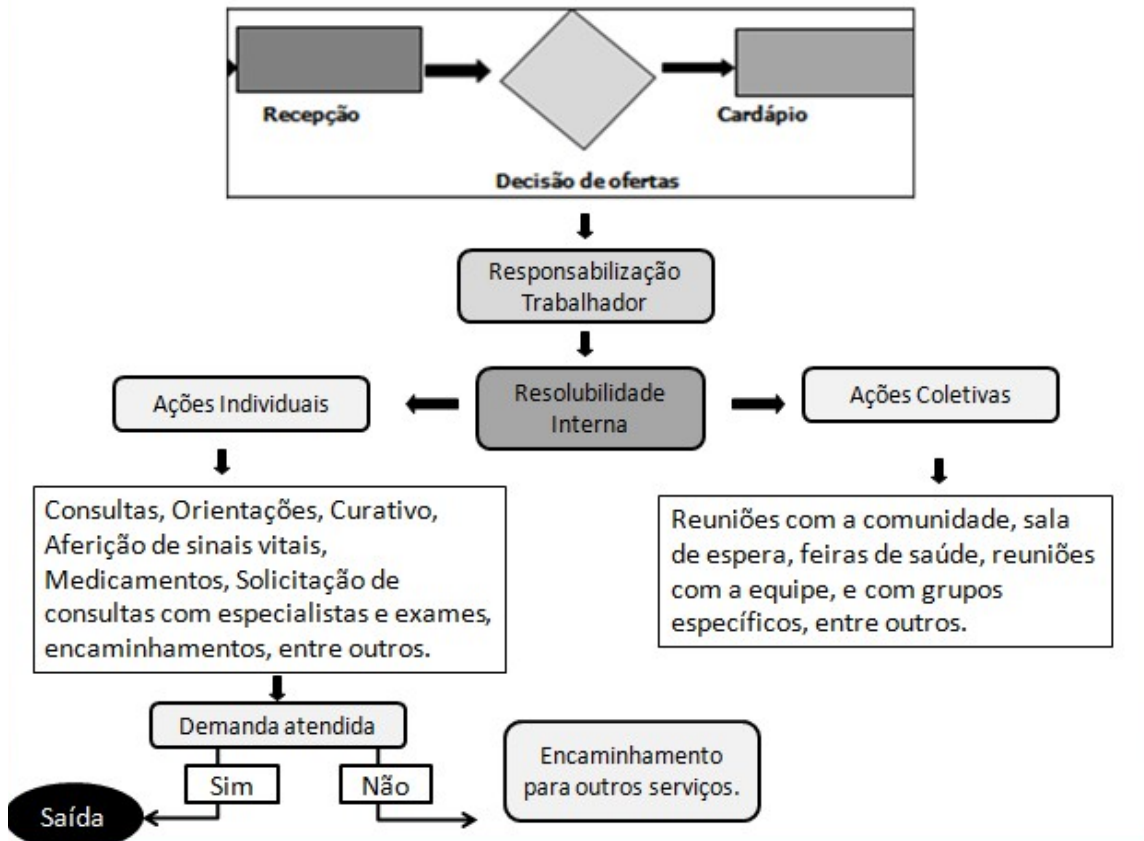 Recepção
Cardápio
Decisão de ofertas
Responsabilização
Trabalhador
Resolubilidade
Interna
Ações Individuais
Ações Coletivas
Consultas, Orientações, Curativo,
Aferição de sinais vitais,
Medicamentos, Solicitação de
consultas com especialistas e exames,
encaminhamentos, entre outros.
Reuniões com a comunidade, sala
de espera, feiras de saúde, reuniões
com a equipe, e com grupos
específicos, entre outros.
Demanda atendida
Sim
Não
Encaminhamento
para outros serviços.
Saída